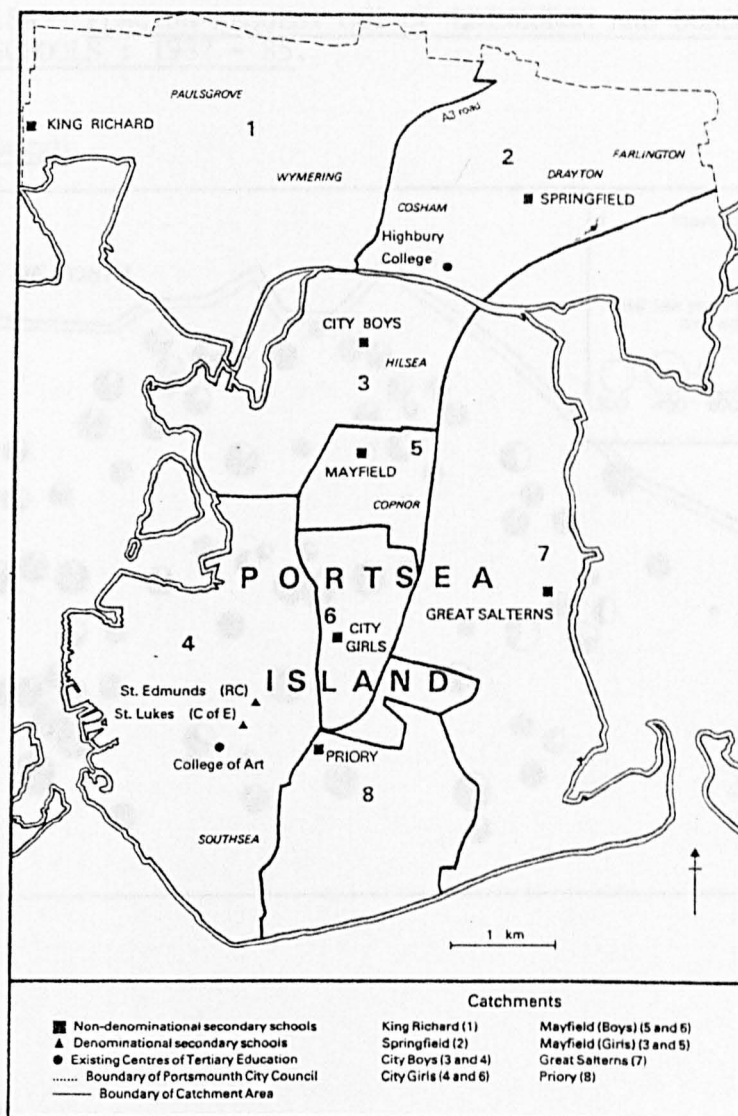 PAULSGROVE
KING RICHARD
1
A3 road
2
FARLINGTON
WYMERING
DRAYTON
COSHAM
SPRINGFIELD
Highbury
College
CITY BOYS
HILSEA
3
5
MAYFIELD
COPNOR
7
PORTSEA
GREAT SALTERNS
6
CITY
GIRLS
4
ISLAND
St. Edmunds (RC)
St. Lukes (C of E)
College of Art
PRIORY
8
SOUTHSEA
1 km
Catchments
Non-denominational secondary schools
Denominational secondary schools
Existing Centres of Tertiary Education
Boundary of Portsmouth City Council
Boundary of Catchment Area
King Richard (1)
Springfield (2)
City Boys (3 and 4)
City Girls (4 and 6)
Mayfield (Boys) (5 and 6)
Mayfield (Girls) (3 and 5)
Great Salterns (7)
Priory (8)